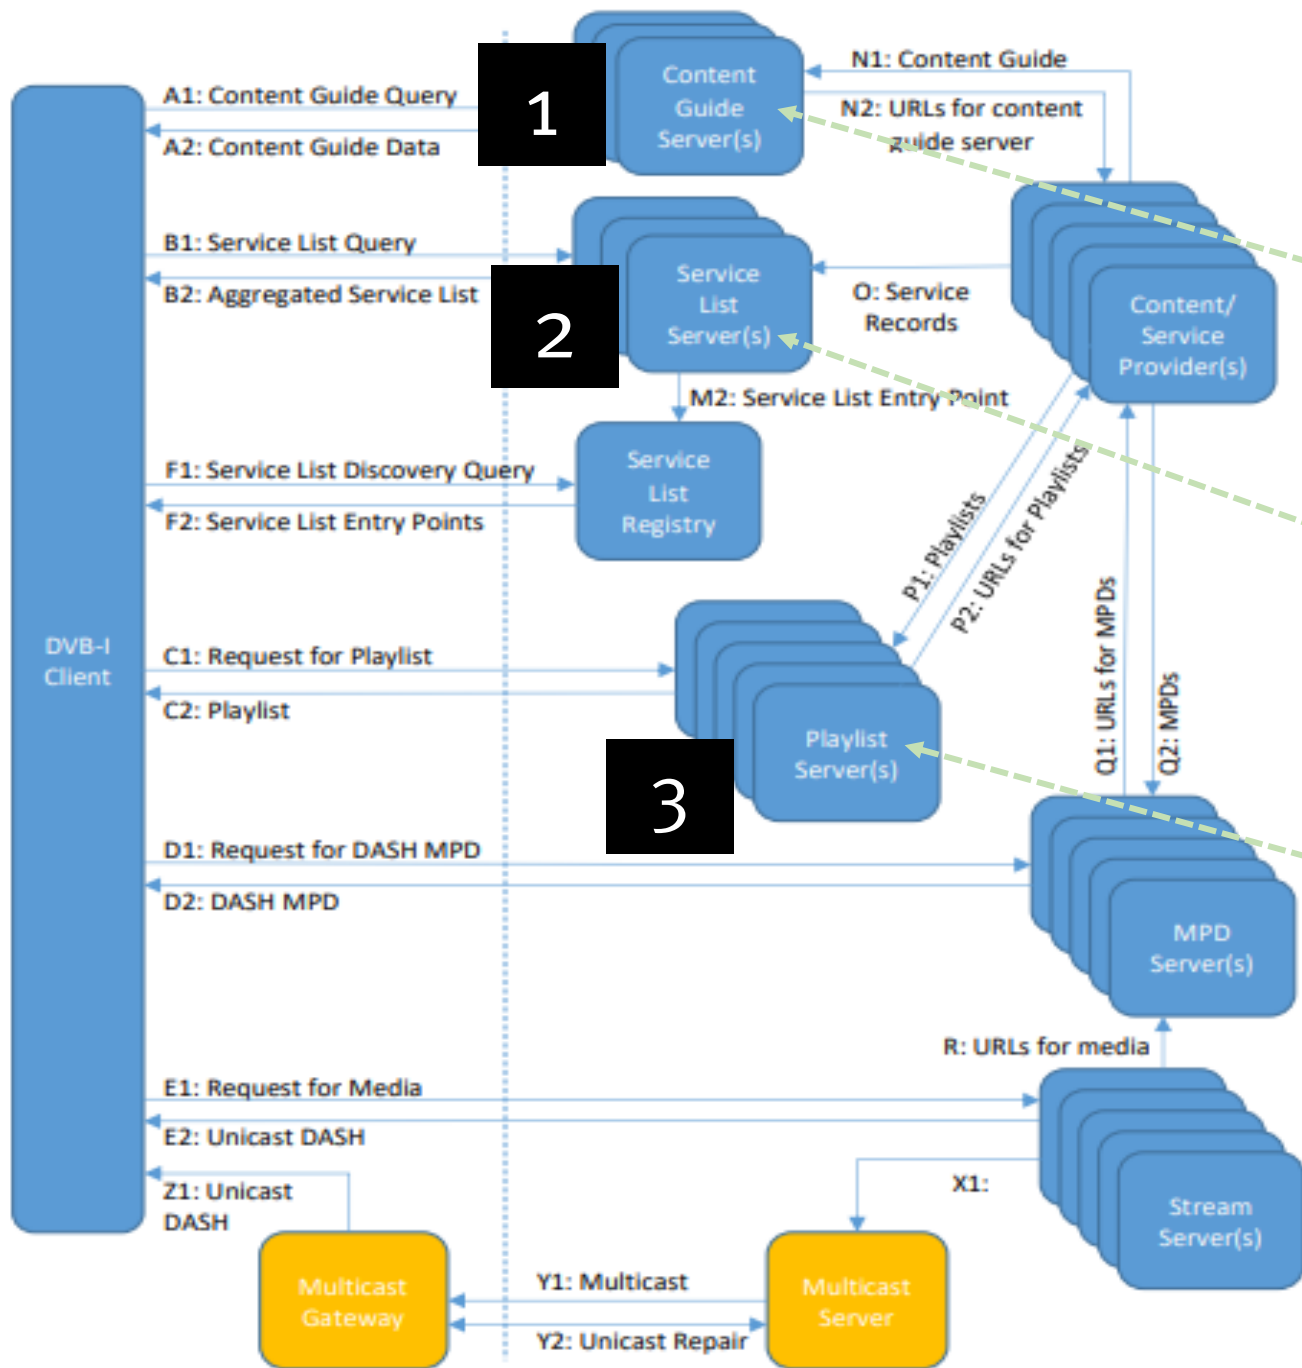 Content
Guide
Server(s)
N1: Content Guide
A1: Content Guide Query
1
N2: URLs for content
guide server
A2: Content Guide Data
B1: Service List Query
Service
List
Server(s)
B2: Aggregated Service List
2
O: Service
Records
Content/
Service
Provider(s)
M2: Service List Entry Point
F1: Service List Discovery Query
Service
List
Registry
F2: Service List Entry Points
P1: Playlists
P2: URLs for Playlists
DVB-I
Client
C1: Request for Playlist
C2: Playlist
Q1: URLs for MPDs
Q2: MPDs
Playlist
Server(s)
3
D1: Request for DASH MPD
D2: DASH MPD
MPD
Server(s)
R: URLs for media
E1: Request for Media
E2: Unicast DASH
Z1: Unicast
DASH
X1:
Stream
Server(s)
Multicast
Gateway
Y1: Multicast
Y2: Unicast Repair
Multicast
Server